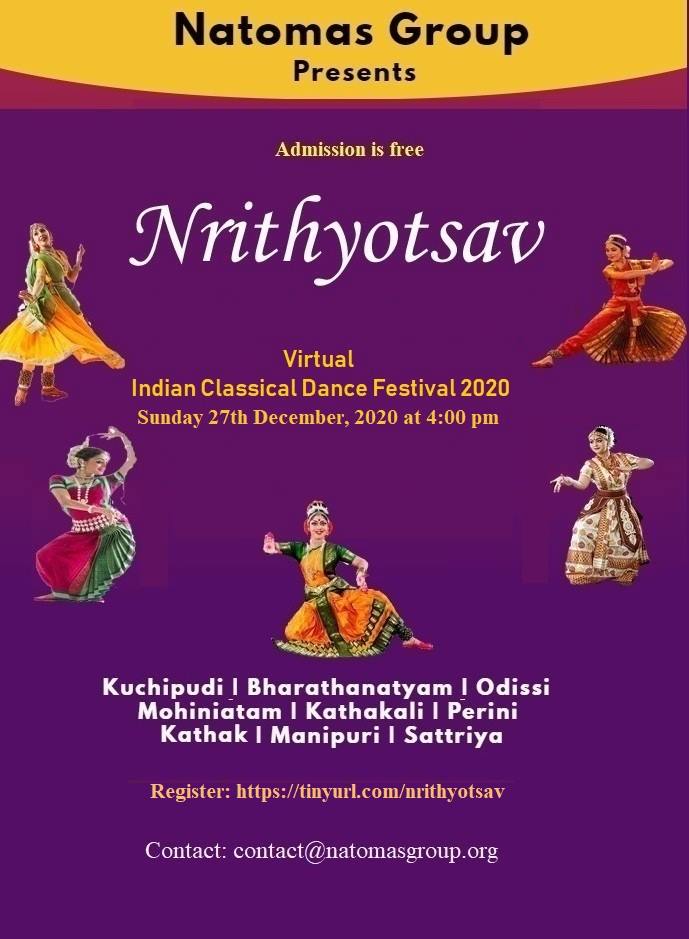 Natomas Group
Presents
Admission is free
Nrithyotsav
Virtual
Indian Classical Dance Festival 2020
Sunday 27th December, 2020 at 4:00 pm
Kuchipudi | Bharathanatyam | Odissi
Mohiniatam | Kathakali | Perini
Kathak | Manipuri | Sattriya
Register: https://tinyurl.com/nrithyotsav
Contact: contact@natomasgroup.org